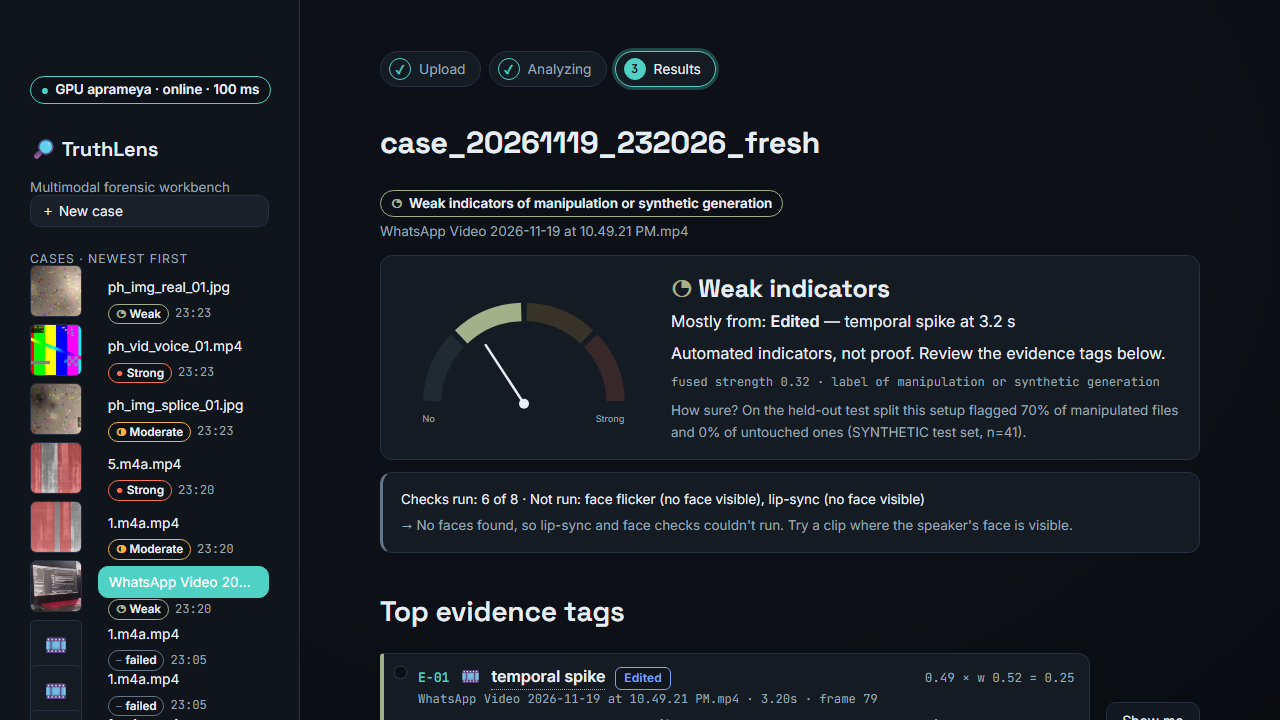 GPU aprameya · online · 100 ms
TruthLens
Multimodal forensic workbench
+ New case
CASES · NEWEST FIRST
ph_img_real_01.jpg
Weak 23:23
ph_vid_voice_01.mp4
Strong 23:23
ph_img_splice_01.jpg
Moderate 23:23
5.m4a.mp4
Strong 23:20
1.m4a.mp4
Moderate 23:20
WhatsApp Video 20...
Weak 23:20
1.m4a.mp4
– failed 23:05
1.m4a.mp4
– failed 23:05
Upload
Analyzing
3 Results
case_20261119_232026_fresh
Weak indicators of manipulation or synthetic generation
WhatsApp Video 2026-11-19 at 10.49.21 PM.mp4
No
Strong
Weak indicators
Mostly from: Edited — temporal spike at 3.2 s
Automated indicators, not proof. Review the evidence tags below.
fused strength 0.32 · label of manipulation or synthetic generation
How sure? On the held-out test split this setup flagged 70% of manipulated files
and 0% of untouched ones (SYNTHETIC test set, n=41).
Checks run: 6 of 8 · Not run: face flicker (no face visible), lip-sync (no face visible)
→ No faces found, so lip-sync and face checks couldn't run. Try a clip where the speaker's face is visible.
Top evidence tags
E-01 temporal spike Edited 0.49 × w 0.52 = 0.25
WhatsApp Video 2026-11-19 at 10.49.21 PM.mp4 · 3.20s · frame 79
Show me